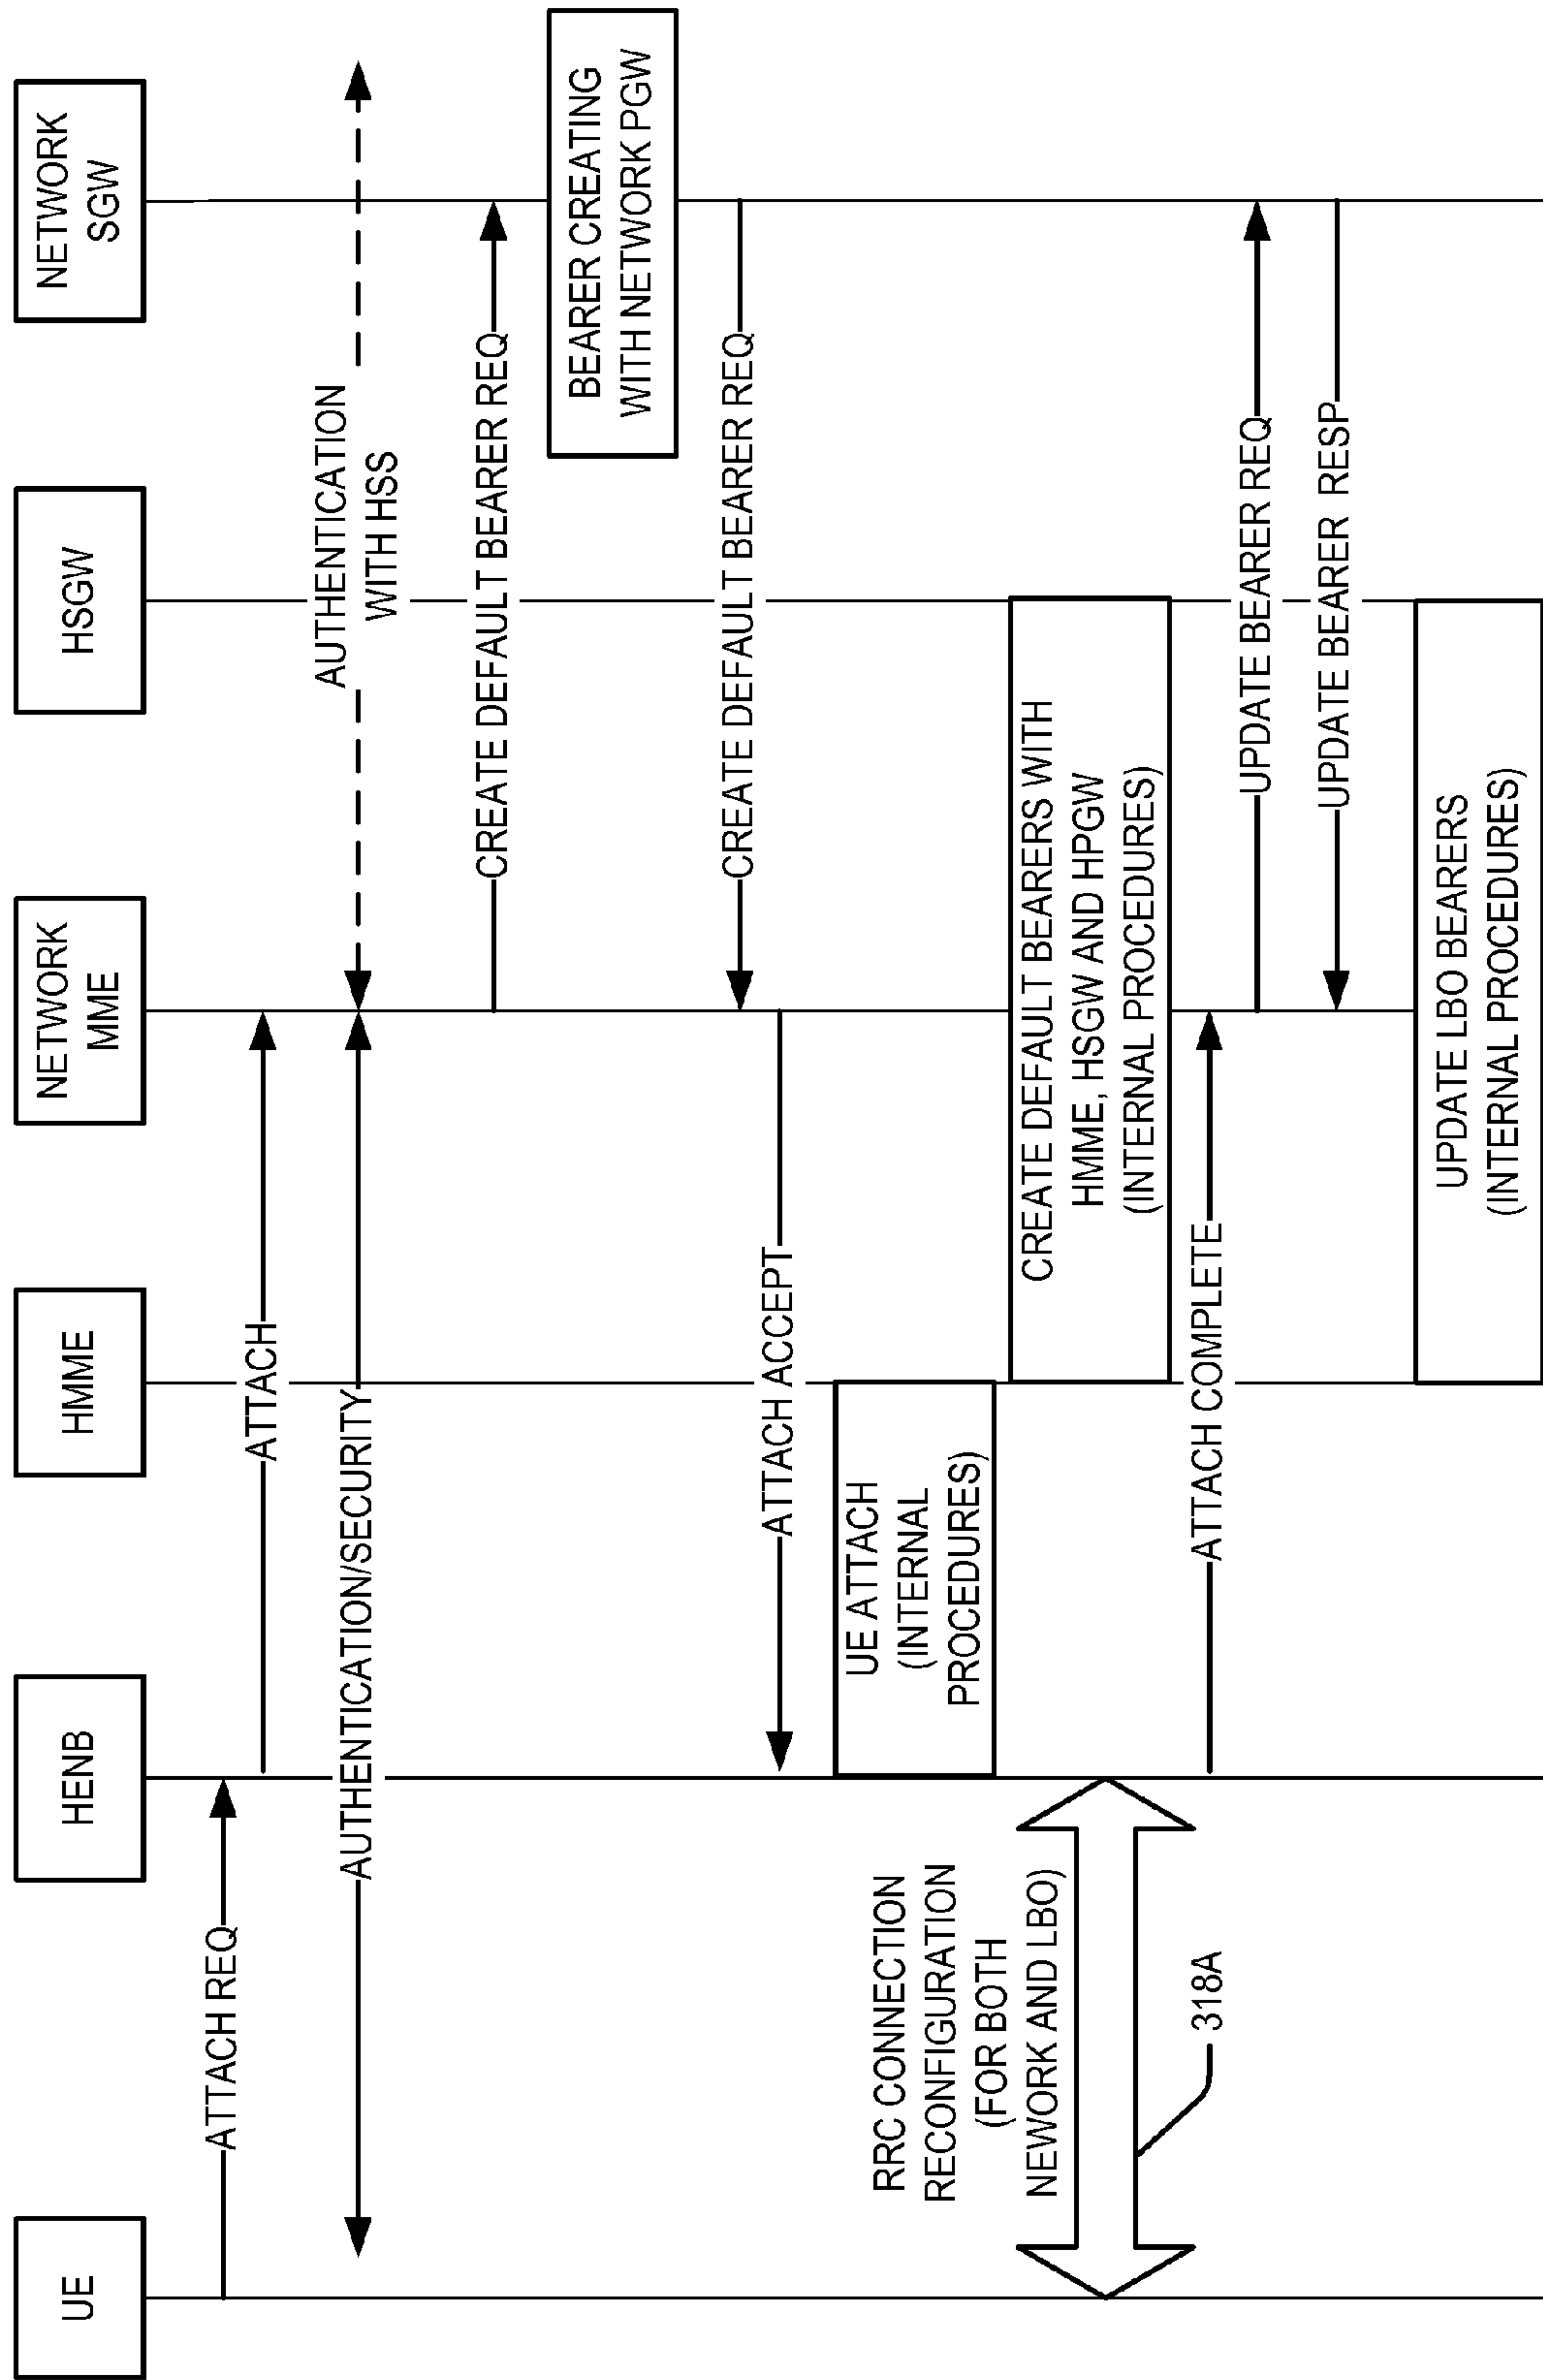 UE
HENB
HMME
NETWORK
MME
HSGW
NETWORK
SGW
ATTACH REQ
ATTACH
AUTHENTICATION/SECURITY
AUTHENTICATION
WITH HSS
CREATE DEFAULT BEARER REQ
BEARER CREATING
WITH NETWORK PGW
CREATE DEFAULT BEARER REQ
ATTACH ACCEPT
UE ATTACH
(INTERNAL
PROCEDURES)
RRC CONNECTION
RECONFIGURATION
(FOR BOTH
NEWORK AND LBO)
318A
CREATE DEFAULT BEARERS WITH
HMME, HSGW AND HPGW
(INTERNAL PROCEDURES)
ATTACH COMPLETE
UPDATE BEARER REQ
UPDATE BEARER RESP
UPDATE LBO BEARERS
(INTERNAL PROCEDURES)